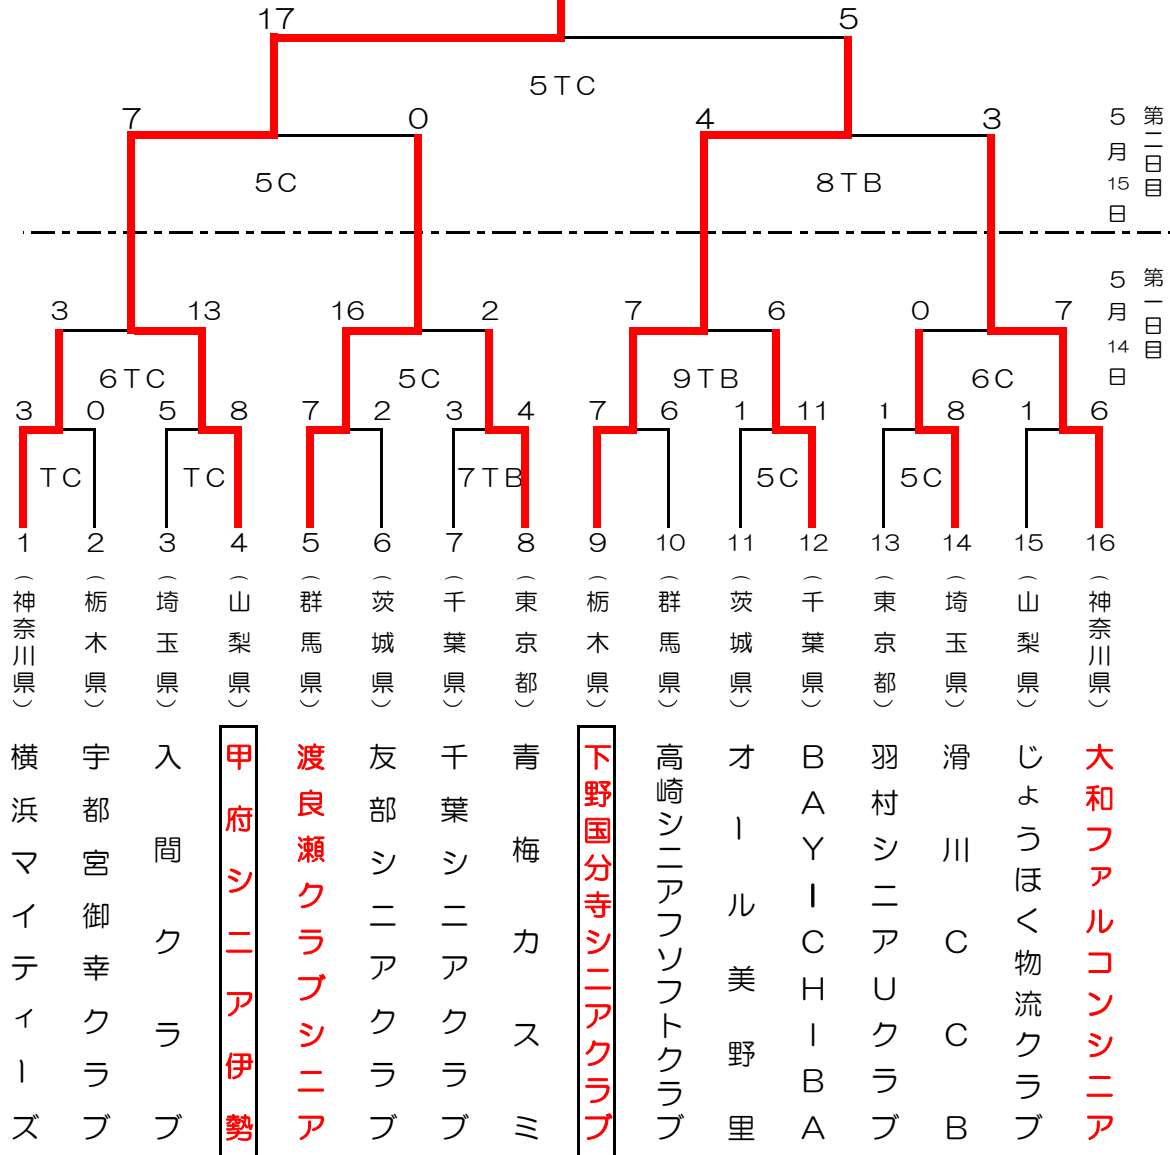 17 5
5TC
7 0 4 3
5C 8TB
第二日目
5月15日
3 13 16 2 7 6 0 7
第一日目
5月14日
6TC 5C 9TB 6C
3 0 5 8 7 2 3 4 7 6 1 11 1 8 1 6
TC TC 7TB 5C 5C
1 (神奈川県) 横浜マイティーズ
2 (栃木県) 宇都宮御幸クラブ
3 (埼玉県) 入間クラブ
4 (山梨県) 甲府シニア伊勢
5 (群馬県) 渡良瀬クラブシニア
6 (茨城県) 友部シニアクラブ
7 (千葉県) 千葉シニアクラブ
8 (東京都) 青梅カスミ
9 (栃木県) 下野国分寺シニアクラブ
10 (群馬県) 高崎シニアフソフトクラブ
11 (茨城県) オール美野里
12 (千葉県) BAYーCHIBA
13 (東京都) 羽村シニアUクラブ
14 (埼玉県) 滑川CCB
15 (山梨県) じょうほく物流クラブ
16 (神奈川県) 大和ファルコンシニア